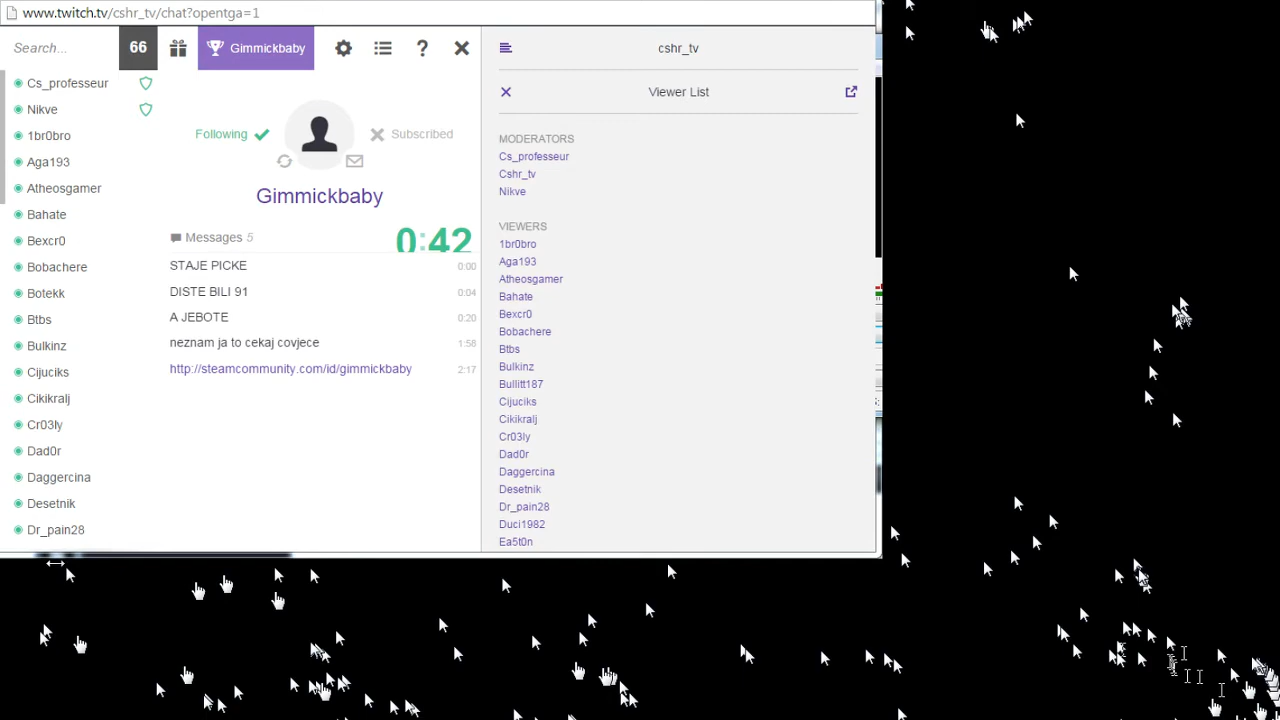 www.twitch.tv/cshr_tv/chat?opentga=1
Search...
66
Gimmickbaby
?
Cs_professeur
Nikve
1br0bro
Aga193
Atheosgamer
Bahate
Bexcr0
Bobachere
Botekk
Btbs
Bulkinz
Cijuciks
Cikikralj
Cr03ly
Dad0r
Daggercina
Desetnik
Dr_pain28
Following
Subscribed
Gimmickbaby
Messages 5
0:42
STAJE PICKE 0:00
DISTE BILI 91 0:04
A JEBOTE 0:20
neznam ja to cekaj covjece 1:58
http://steamcommunity.com/id/gimmickbaby 2:17
cshr_tv
Viewer List
MODERATORS
Cs_professeur
Cshr_tv
Nikve
VIEWERS
1br0bro
Aga193
Atheosgamer
Bahate
Bexcr0
Bobachere
Btbs
Bulkinz
Bullitt187
Cijuciks
Cikikralj
Cr03ly
Dad0r
Daggercina
Desetnik
Dr_pain28
Duci1982
Ea5t0n